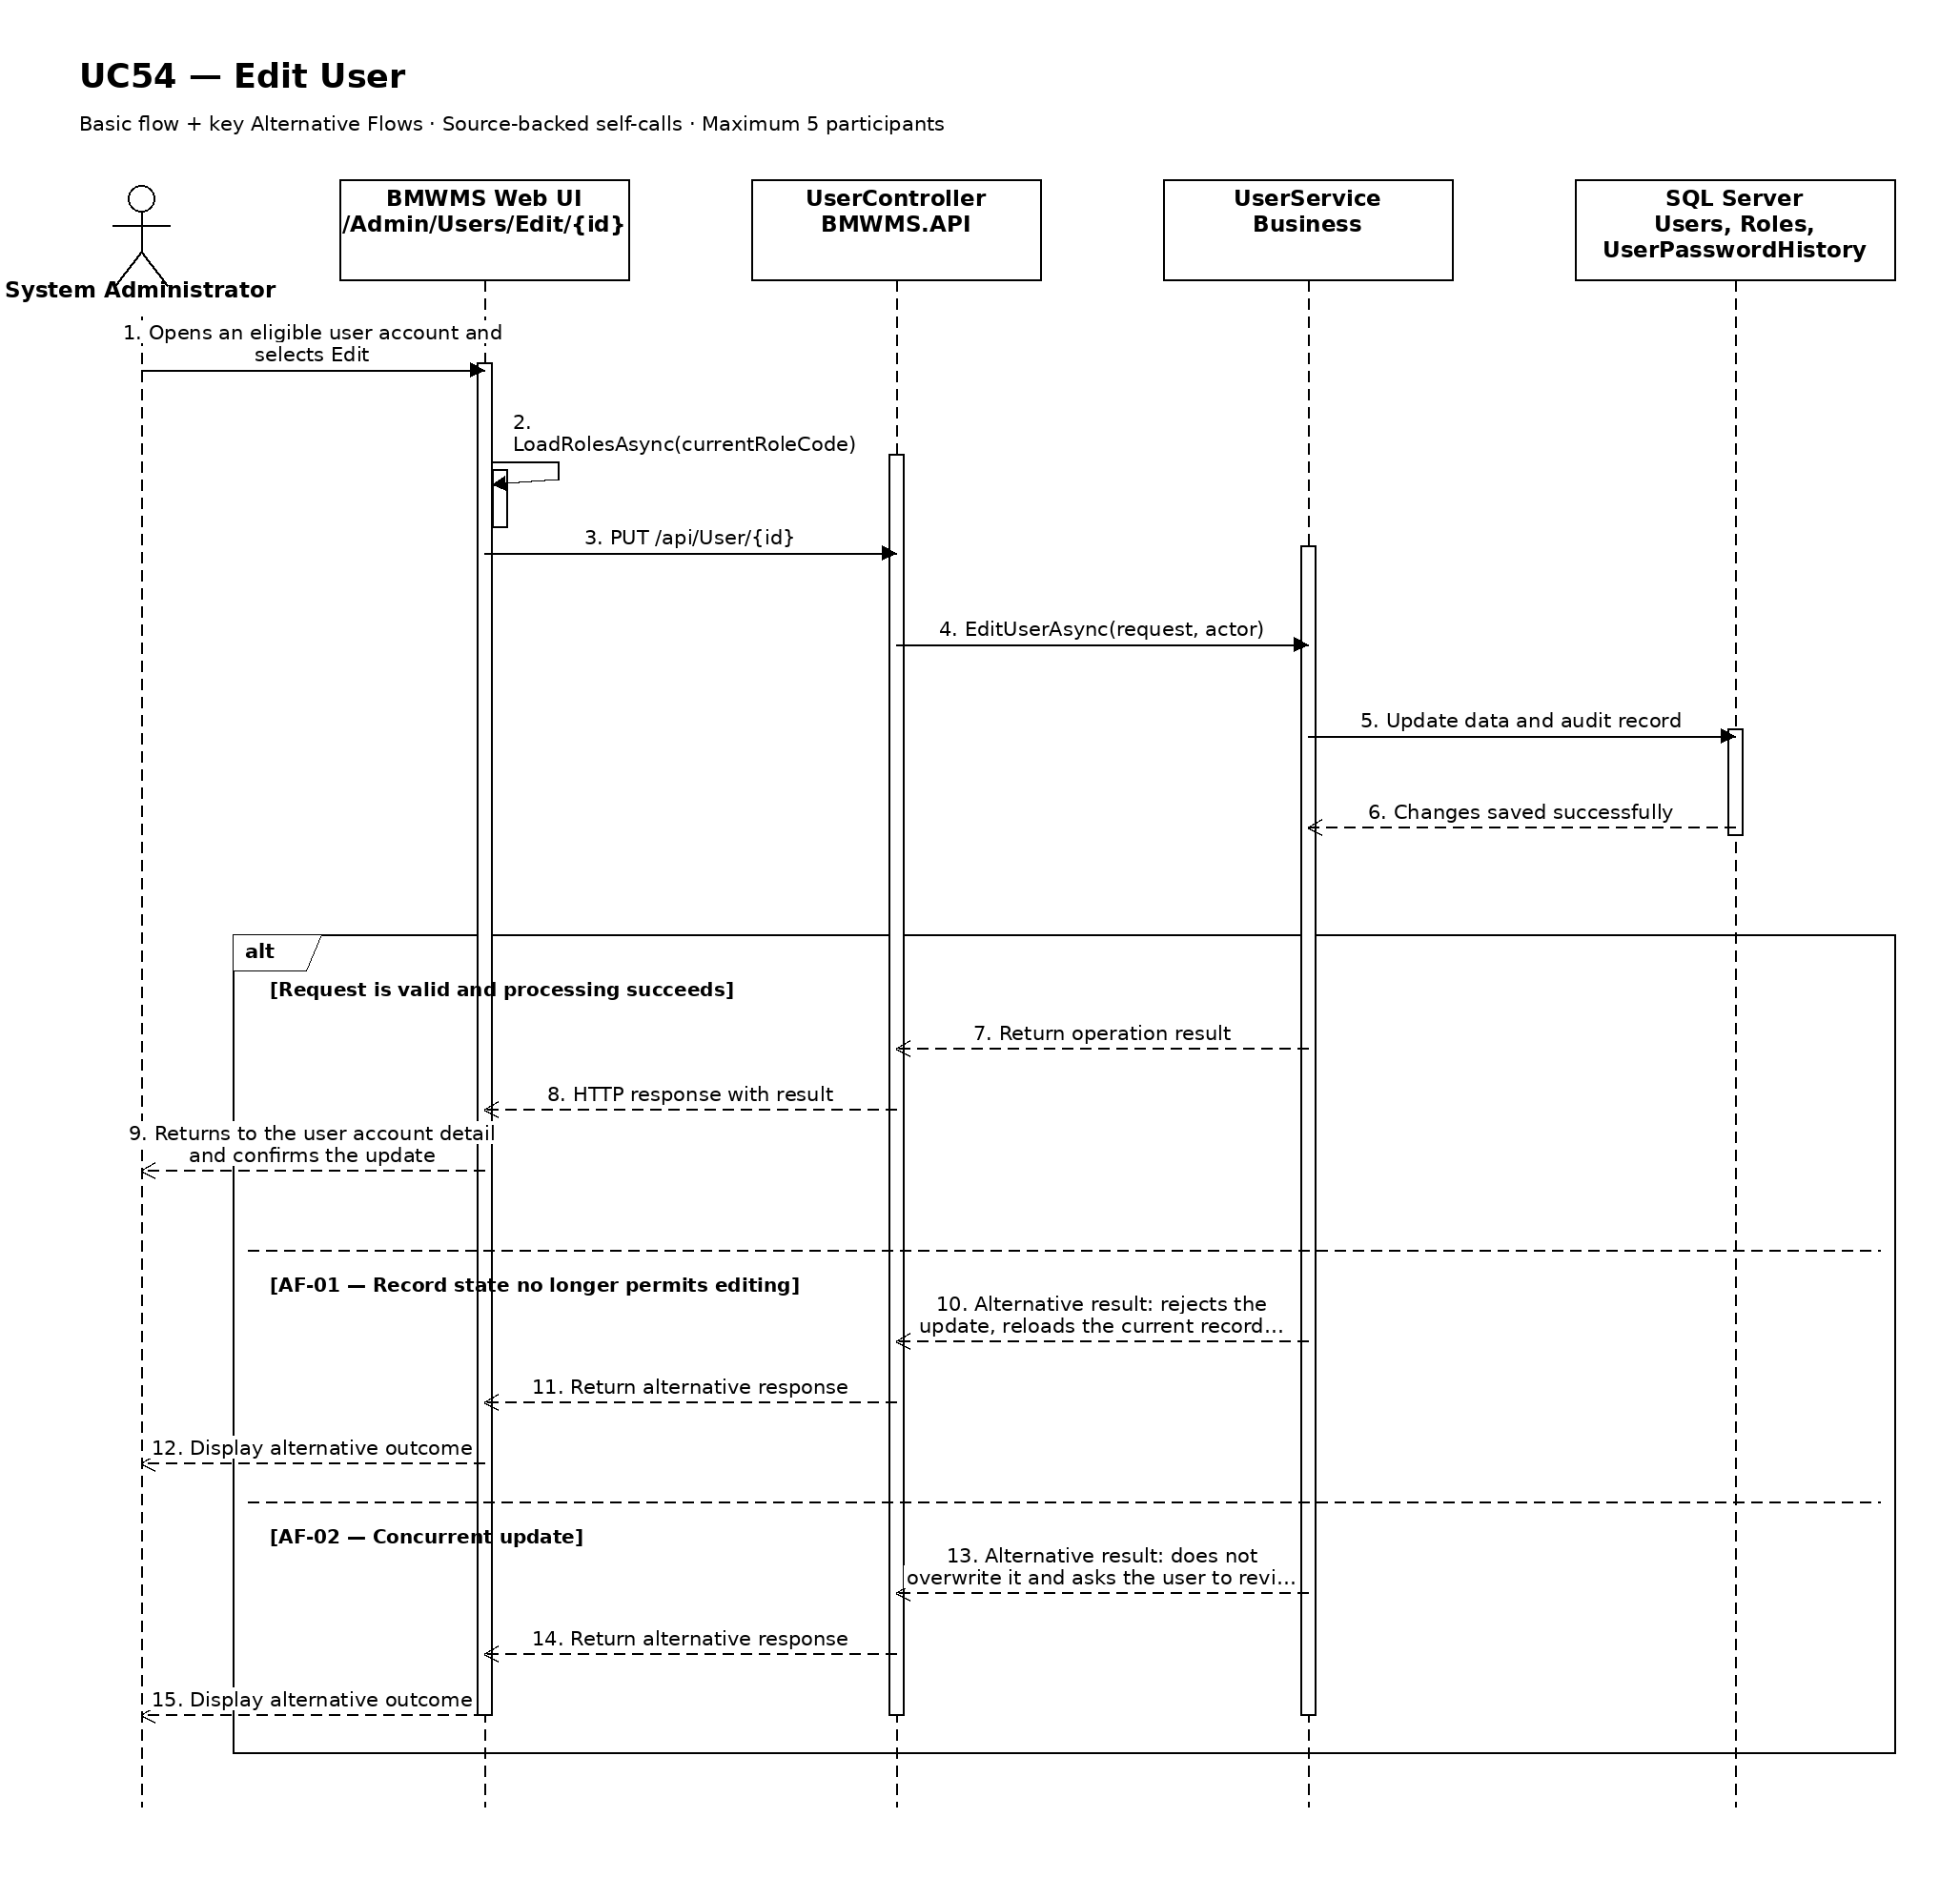 UC54 — Edit User
Basic flow + key Alternative Flows · Source-backed self-calls · Maximum 5 participants
System Administrator
BMWMS Web UI
/Admin/Users/Edit/{id}
UserController
BMWMS.API
UserService
Business
SQL Server
Users, Roles,
UserPasswordHistory
1. Opens an eligible user account and
selects Edit
2.
LoadRolesAsync(currentRoleCode)
3. PUT /api/User/{id}
4. EditUserAsync(request, actor)
5. Update data and audit record
6. Changes saved successfully
alt
[Request is valid and processing succeeds]
7. Return operation result
8. HTTP response with result
9. Returns to the user account detail
and confirms the update
[AF-01 — Record state no longer permits editing]
10. Alternative result: rejects the
update, reloads the current record...
11. Return alternative response
12. Display alternative outcome
[AF-02 — Concurrent update]
13. Alternative result: does not
overwrite it and asks the user to revi...
14. Return alternative response
15. Display alternative outcome